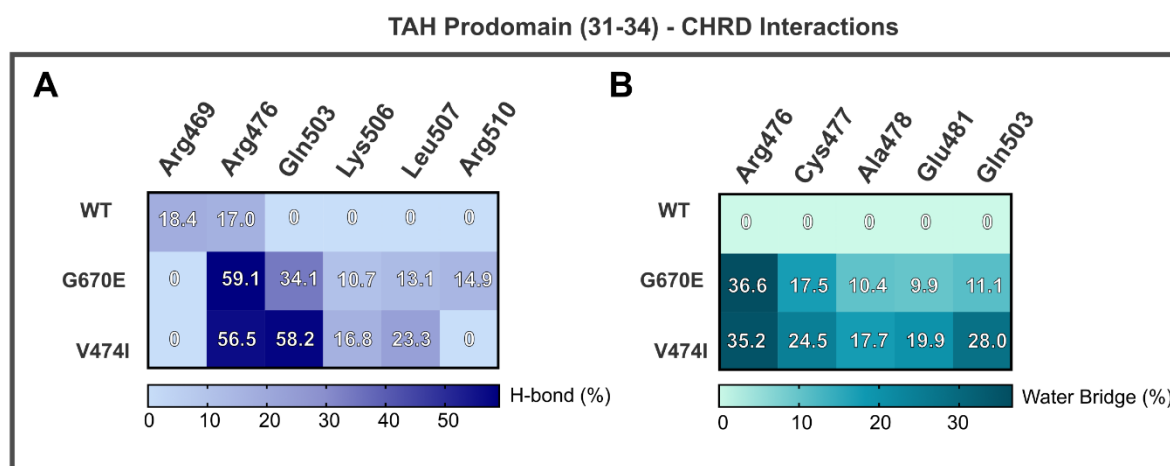 TAH Prodomain (31-34) - CHRD Interactions
A
Arg469 Arg476 Gln503 Lys506 Leu507 Arg510
WT 18.4 17.0 0 0 0 0
G670E 0 59.1 34.1 10.7 13.1 14.9
V474I 0 56.5 58.2 16.8 23.3 0
0 10 20 30 40 50 H-bond (%)
B
Arg476 Cys477 Ala478 Glu481 Gln503
WT 0 0 0 0 0
G670E 36.6 17.5 10.4 9.9 11.1
V474I 35.2 24.5 17.7 19.9 28.0
0 10 20 30 Water Bridge (%)